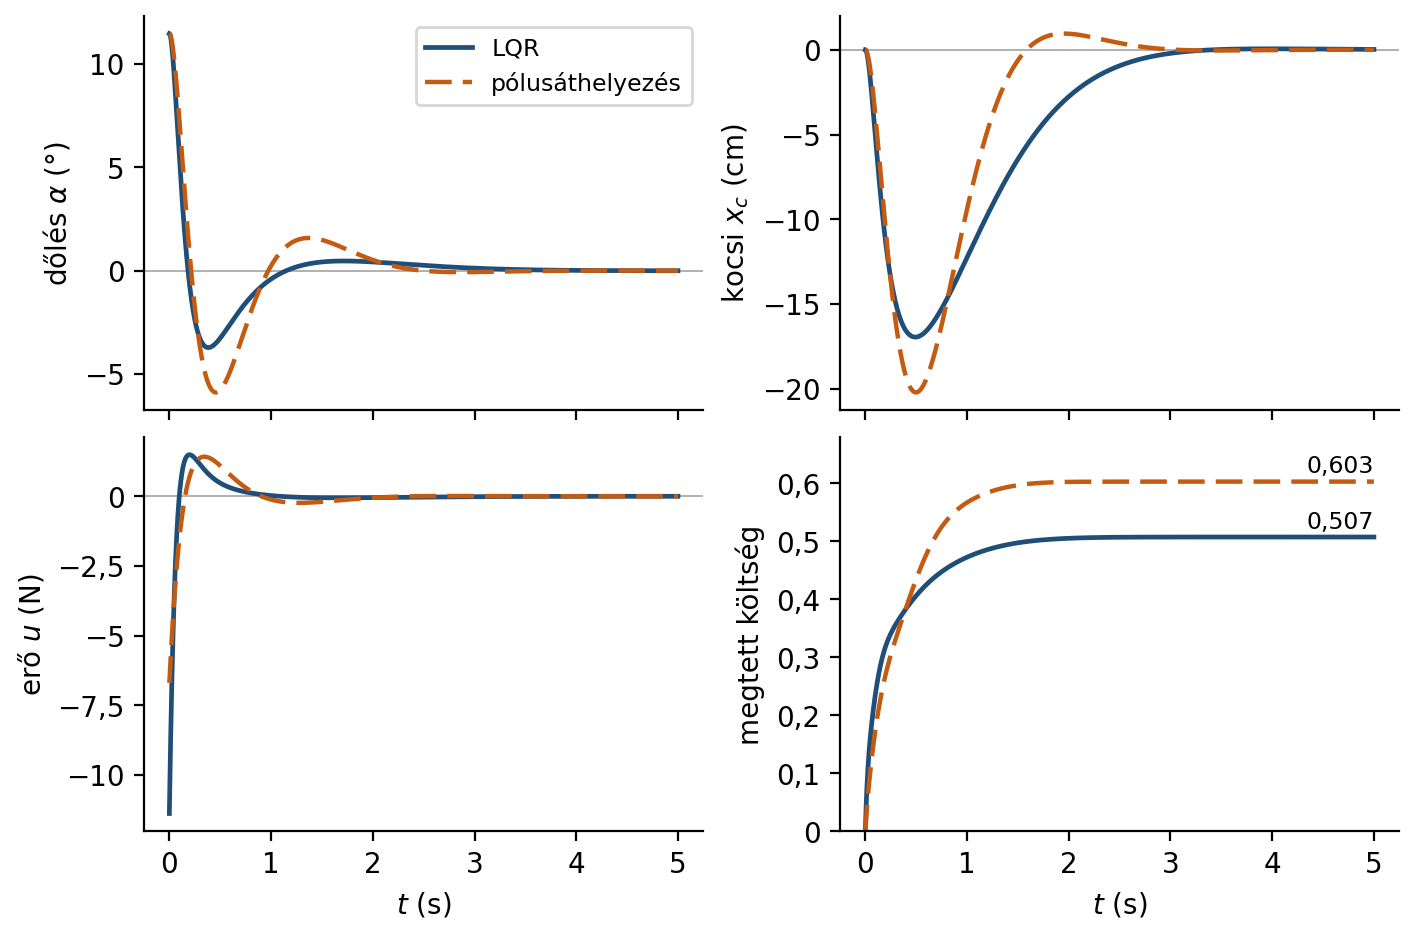 10
5
0
−5
dőlés α (°)
LQR
pólusáthelyezés
0
−5
−10
−15
−20
kocsi x_c (cm)
0
−2,5
−5
−7,5
−10
erő u (N)
0 1 2 3 4 5
t (s)
0,6
0,5
0,4
0,3
0,2
0,1
0
megtett költség
0,603
0,507
0 1 2 3 4 5
t (s)